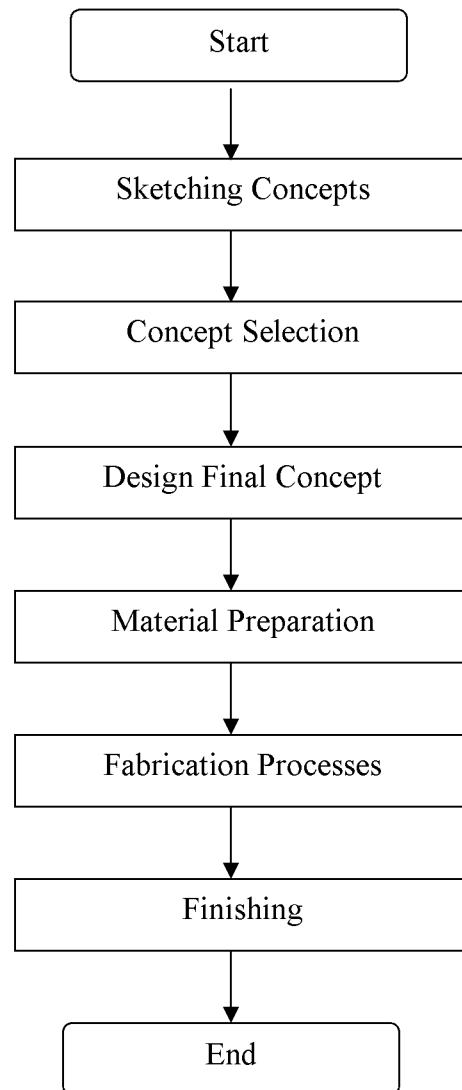 Start
Sketching Concepts
Concept Selection
Design Final Concept
Material Preparation
Fabrication Processes
Finishing
End